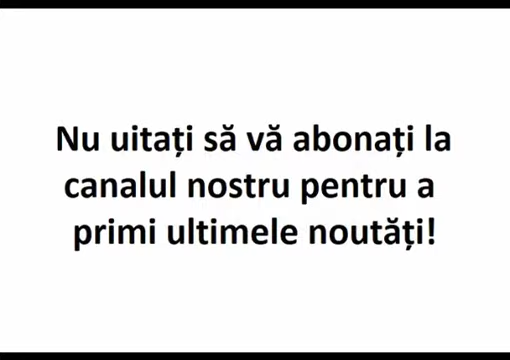 Nu uitați să vă abonați la
canalul nostru pentru a
primi ultimele noutăți!